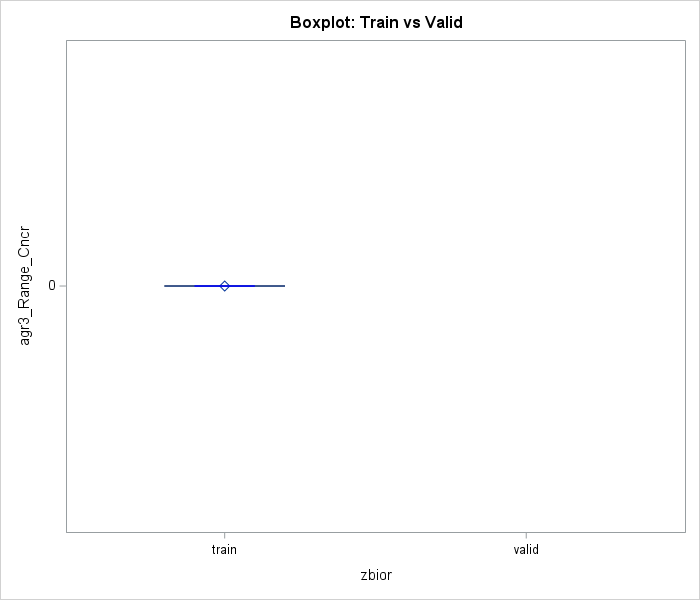 Boxplot: Train vs Valid
agr3_Range_Cncr
0
train
valid
zbior